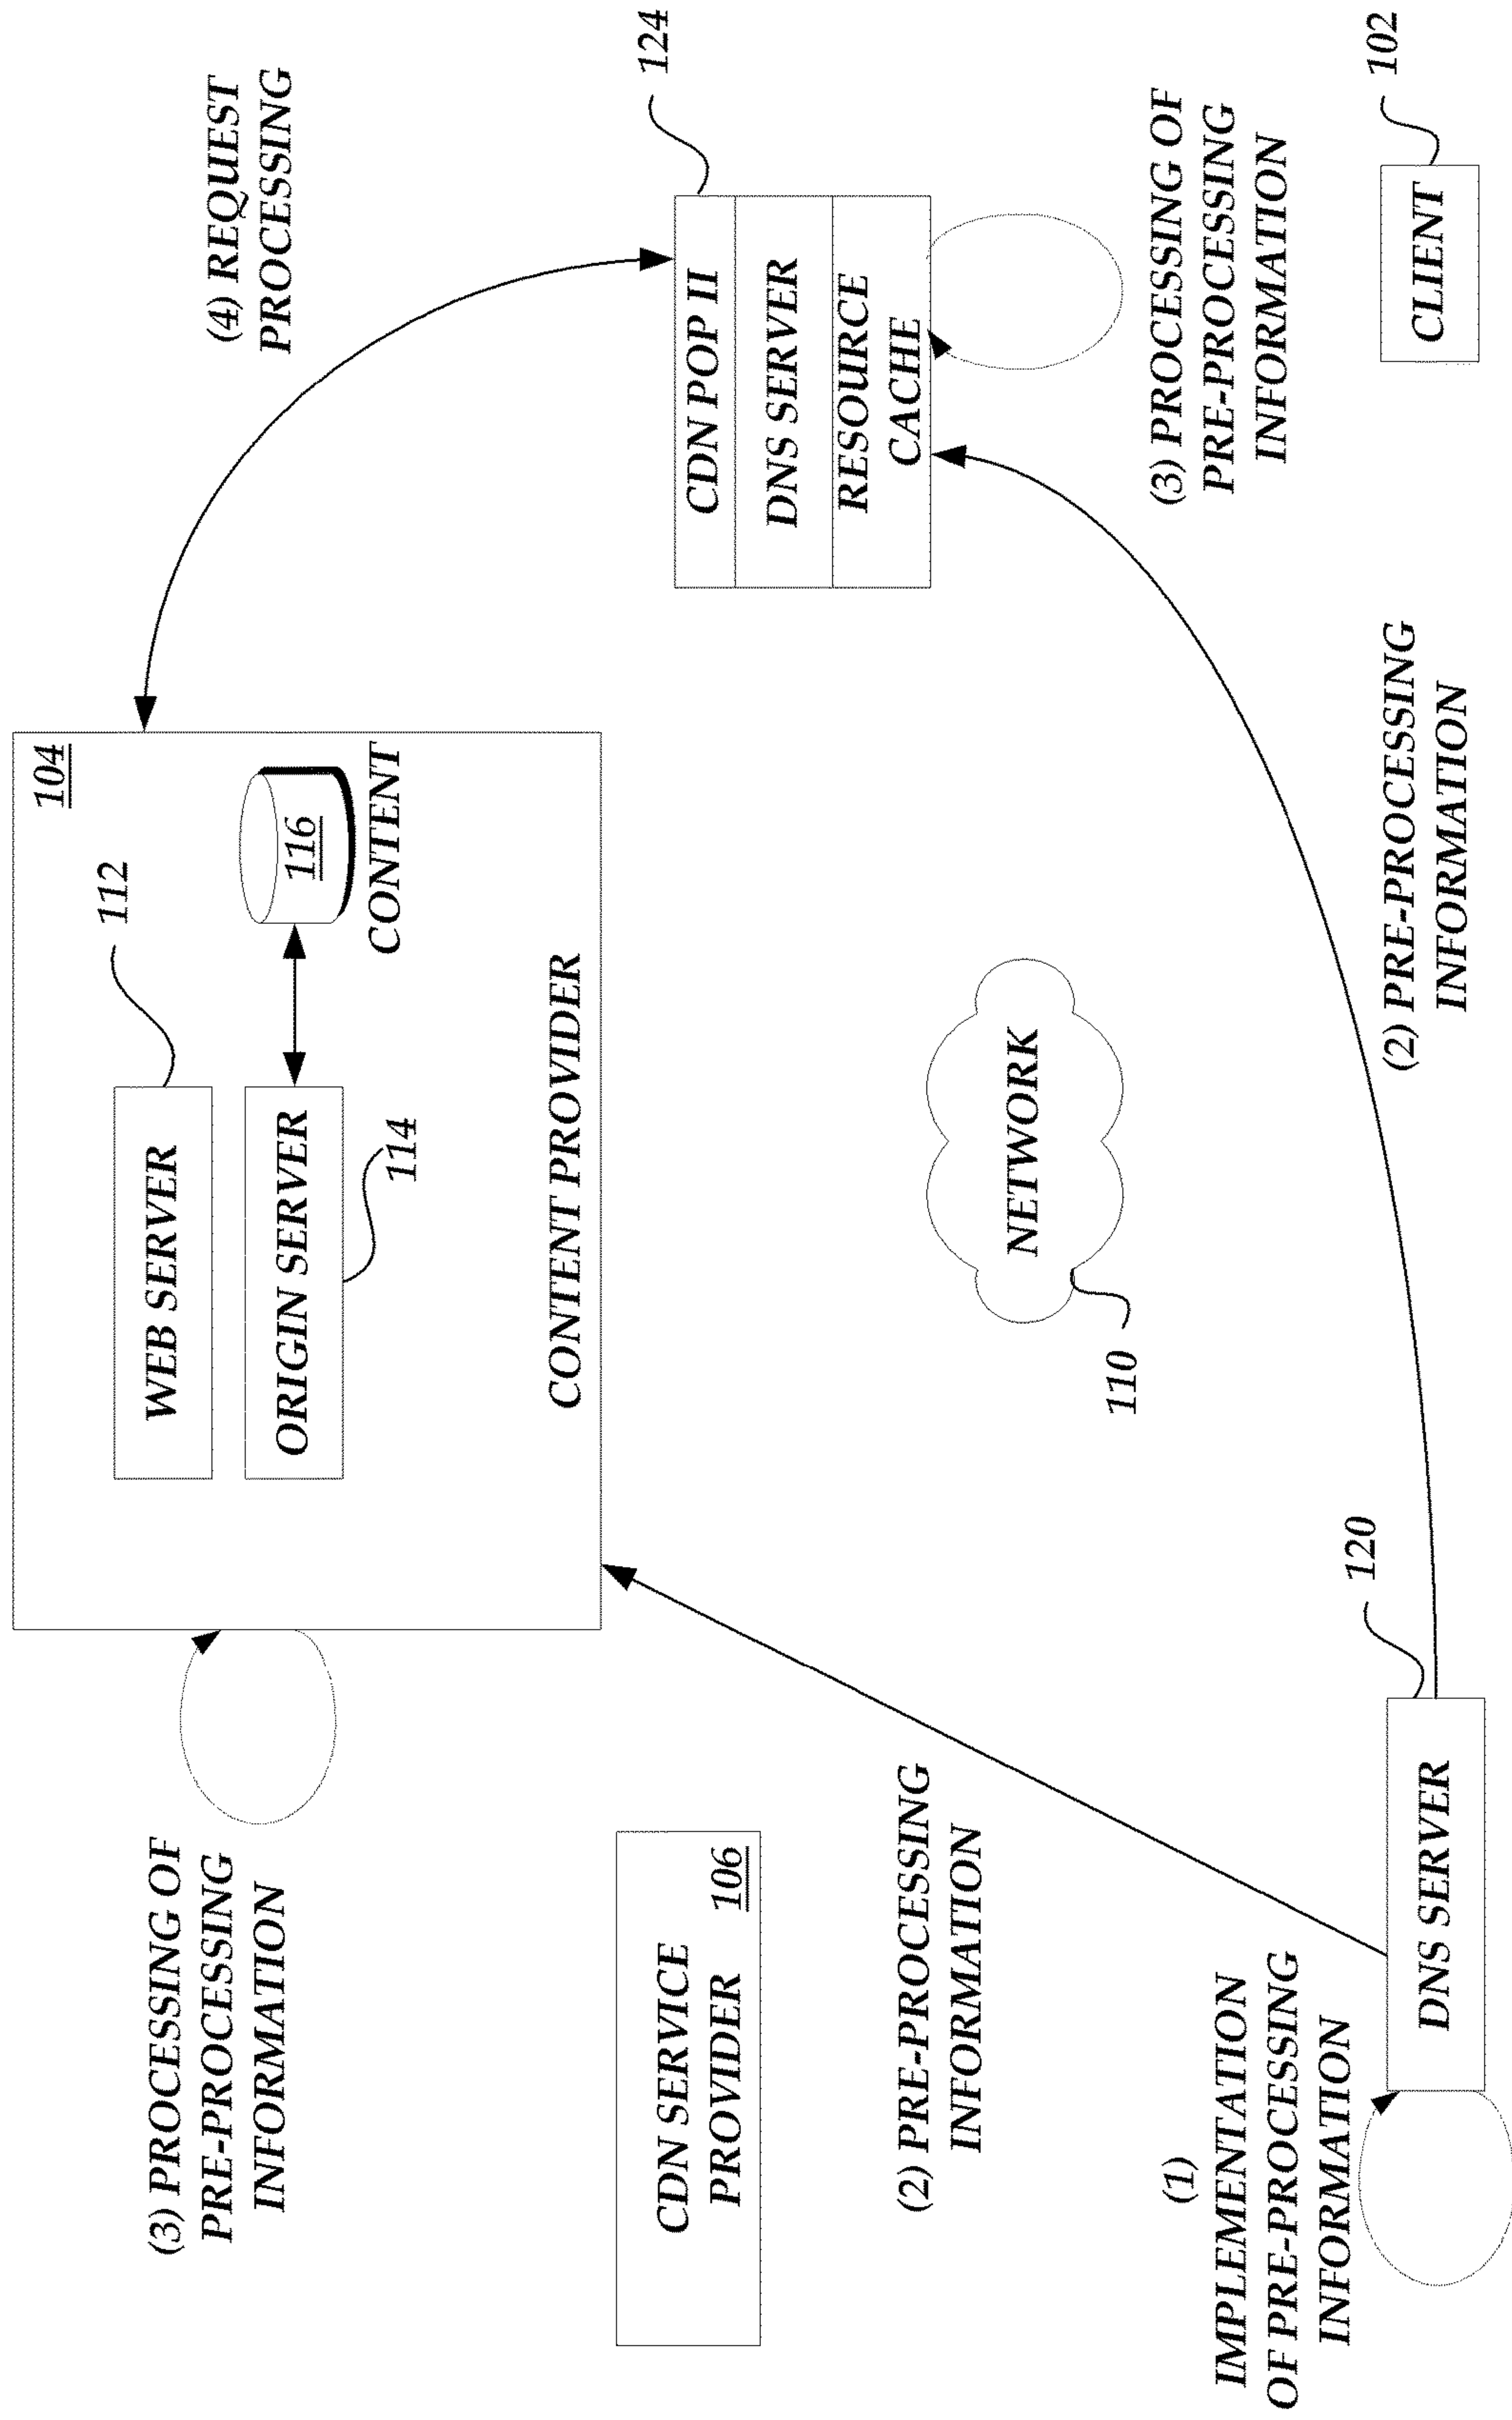 (3) PROCESSING OF
PRE-PROCESSING
INFORMATION
104
WEB SERVER
112
ORIGIN SERVER
114
116
CONTENT
CONTENT PROVIDER
(4) REQUEST
PROCESSING
CDN SERVICE
PROVIDER
106
124
CDN POP II
DNS SERVER
RESOURCE
CACHE
(2) PRE-PROCESSING
INFORMATION
NETWORK
110
(3) PROCESSING OF
PRE-PROCESSING
INFORMATION
(1)
IMPLEMENTATION
OF PRE-PROCESSING
INFORMATION
DNS SERVER
120
(2) PRE-PROCESSING
INFORMATION
CLIENT
102